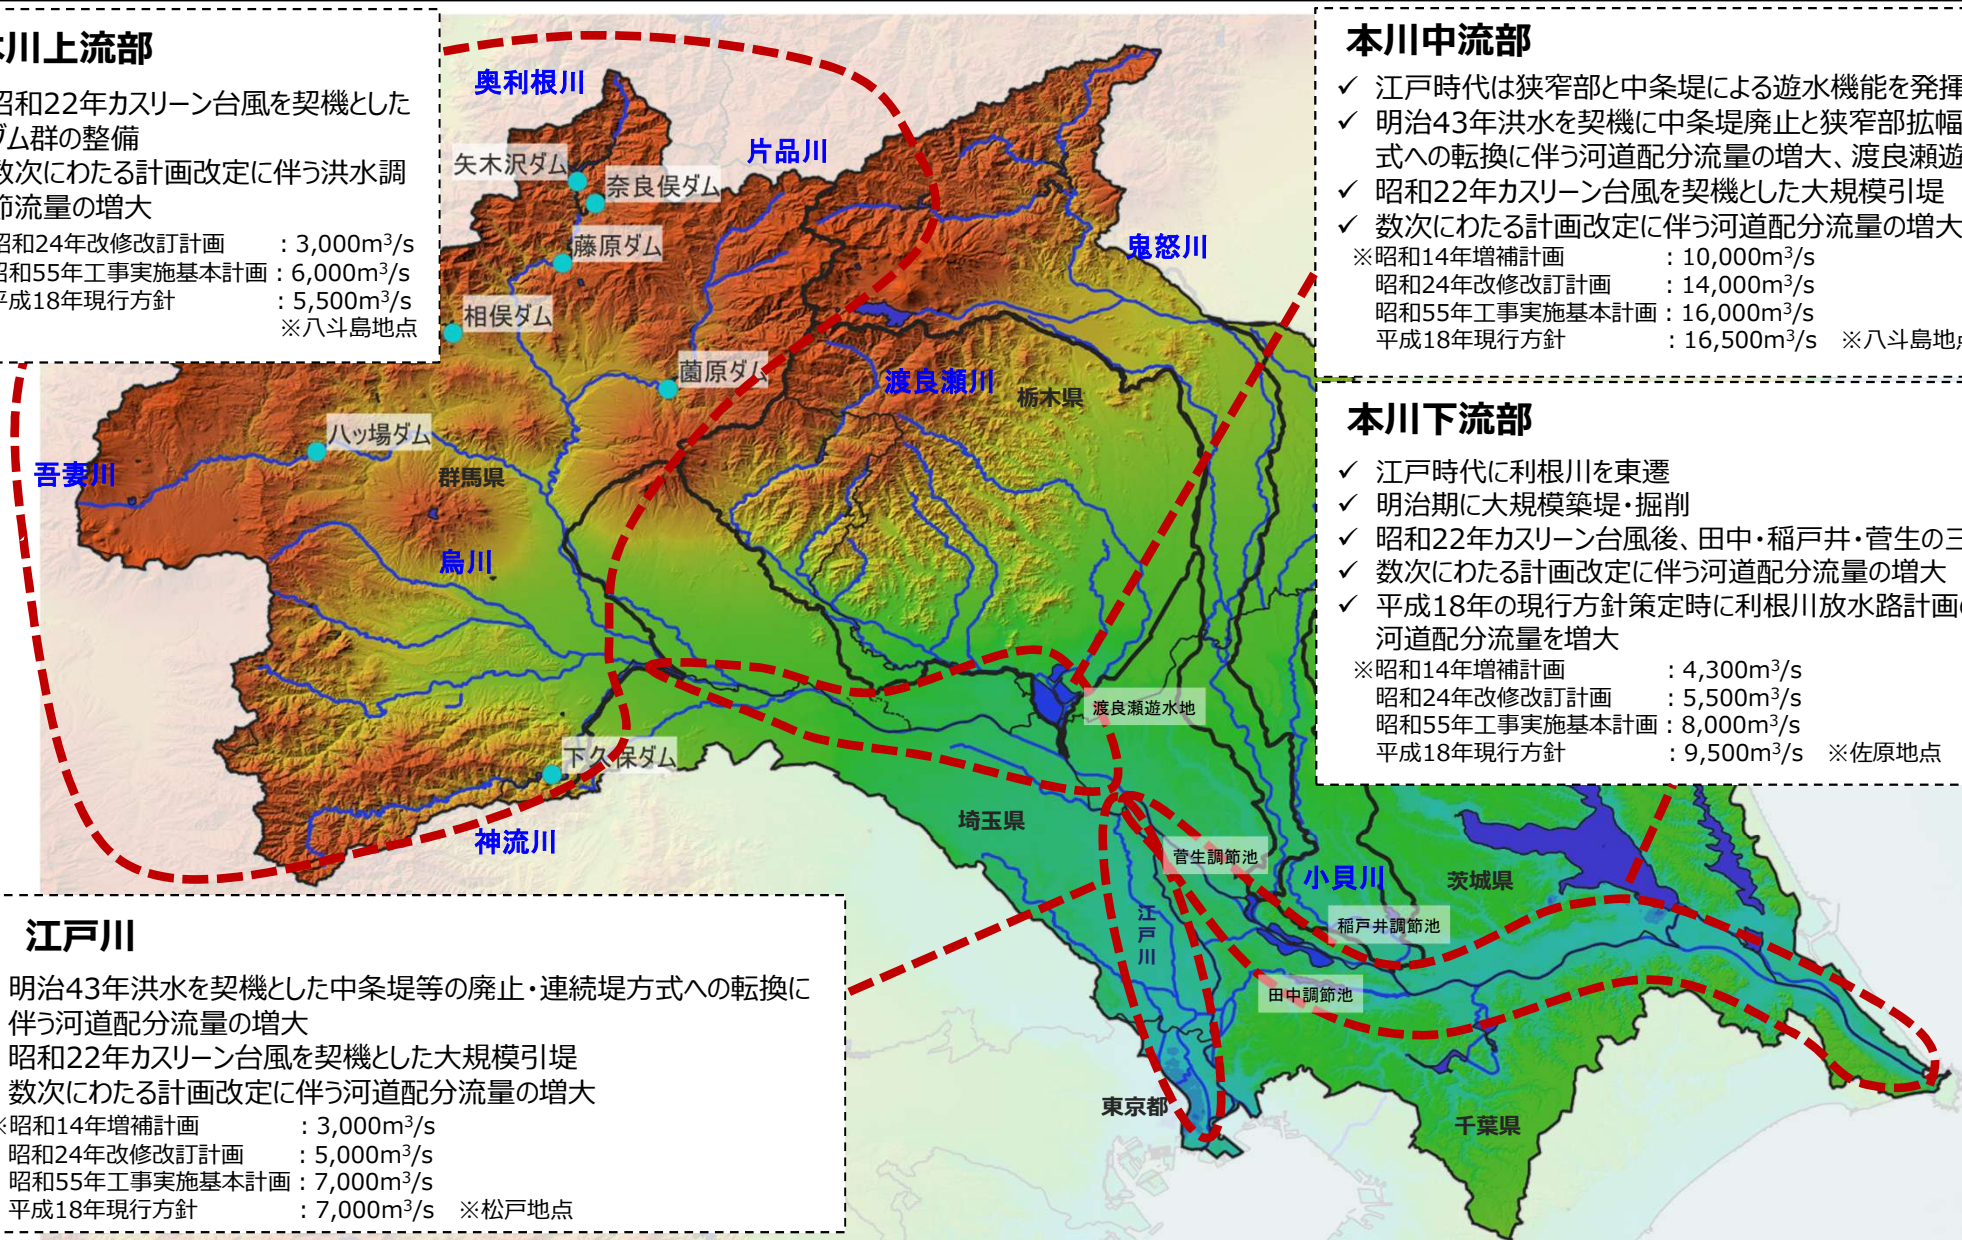 本川上流部
昭和22年カスリーン台風を契機とした
ダム群の整備
数次にわたる計画改定に伴う洪水調
節流量の増大
昭和24年改修改訂計画 : 3,000m³/s
昭和55年工事実施基本計画 : 6,000m³/s
平成18年現行方針 : 5,500m³/s
※八斗島地点
本川中流部
✓ 江戸時代は狭窄部と中条堤による遊水機能を発揮
✓ 明治43年洪水を契機に中条堤廃止と狭窄部拡幅
式への転換に伴う河道配分流量の増大、渡良瀬遊
✓ 昭和22年カスリーン台風を契機とした大規模引堤
✓ 数次にわたる計画改定に伴う河道配分流量の増大
※昭和14年増補計画 : 10,000m³/s
昭和24年改修改訂計画 : 14,000m³/s
昭和55年工事実施基本計画 : 16,000m³/s
平成18年現行方針 : 16,500m³/s ※八斗島地点
本川下流部
✓ 江戸時代に利根川を東遷
✓ 明治期に大規模築堤・掘削
✓ 昭和22年カスリーン台風後、田中・稲戸井・菅生の三
✓ 数次にわたる計画改定に伴う河道配分流量の増大
✓ 平成18年の現行方針策定時に利根川放水路計画の
河道配分流量を増大
※昭和14年増補計画 : 4,300m³/s
昭和24年改修改訂計画 : 5,500m³/s
昭和55年工事実施基本計画 : 8,000m³/s
平成18年現行方針 : 9,500m³/s ※佐原地点
奥利根川
片品川
矢木沢ダム
奈良俣ダム
藤原ダム
鬼怒川
相俣ダム
薗原ダム
渡良瀬川
栃木県
八ッ場ダム
吾妻川
群馬県
烏川
渡良瀬遊水地
下久保ダム
神流川
埼玉県
菅生調節池
小貝川
茨城県
稲戸井調節池
江戸川
田中調節池
東京都
千葉県
江戸川
明治43年洪水を契機とした中条堤等の廃止・連続堤方式への転換に
伴う河道配分流量の増大
昭和22年カスリーン台風を契機とした大規模引堤
数次にわたる計画改定に伴う河道配分流量の増大
※昭和14年増補計画 : 3,000m³/s
昭和24年改修改訂計画 : 5,000m³/s
昭和55年工事実施基本計画 : 7,000m³/s
平成18年現行方針 : 7,000m³/s ※松戸地点